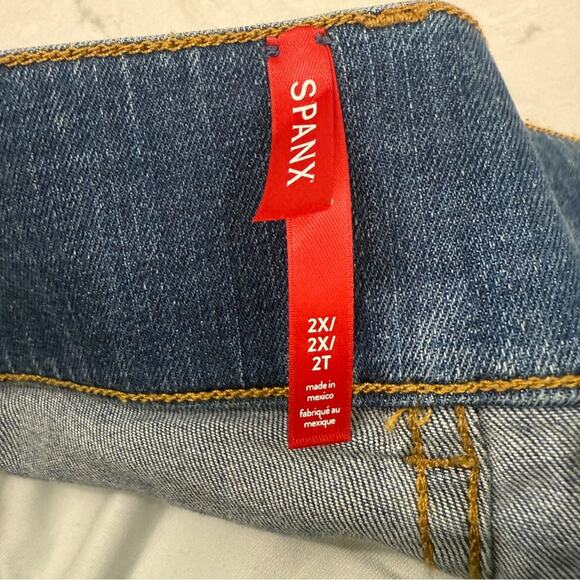 SPANX
2X/
2X/
2T
made in
mexico
fabriqué au
mexique